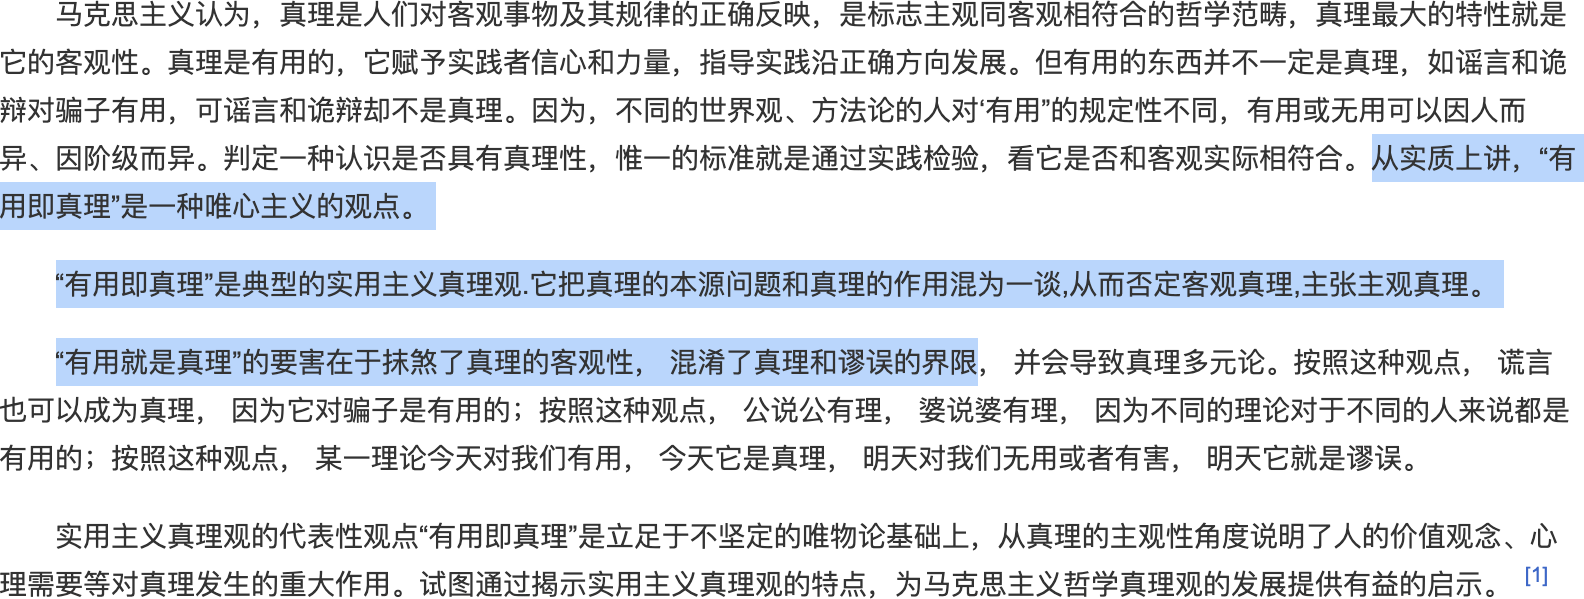 马克思主义认为，真理是人们对客观事物及其规律的正确反映，是标志主观同客观相符合的哲学范畴，真理最大的特性就是
它的客观性。真理是有用的，它赋予实践者信心和力量，指导实践沿正确方向发展。但有用的东西并不一定是真理，如谣言和诡
辩对骗子有用，可谣言和诡辩却不是真理。因为，不同的世界观、方法论的人对‘有用”的规定性不同，有用或无用可以因人而
异、因阶级而异。判定一种认识是否具有真理性，惟一的标准就是通过实践检验，看它是否和客观实际相符合。从实质上讲，“有
用即真理”是一种唯心主义的观点。
“有用即真理”是典型的实用主义真理观.它把真理的本源问题和真理的作用混为一谈,从而否定客观真理,主张主观真理。
“有用就是真理”的要害在于抹煞了真理的客观性， 混淆了真理和谬误的界限， 并会导致真理多元论。按照这种观点， 谎言
也可以成为真理， 因为它对骗子是有用的；按照这种观点， 公说公有理， 婆说婆有理， 因为不同的理论对于不同的人来说都是
有用的；按照这种观点， 某一理论今天对我们有用， 今天它是真理， 明天对我们无用或者有害， 明天它就是谬误。
实用主义真理观的代表性观点“有用即真理”是立足于不坚定的唯物论基础上，从真理的主观性角度说明了人的价值观念、心
理需要等对真理发生的重大作用。试图通过揭示实用主义真理观的特点，为马克思主义哲学真理观的发展提供有益的启示。 [1]